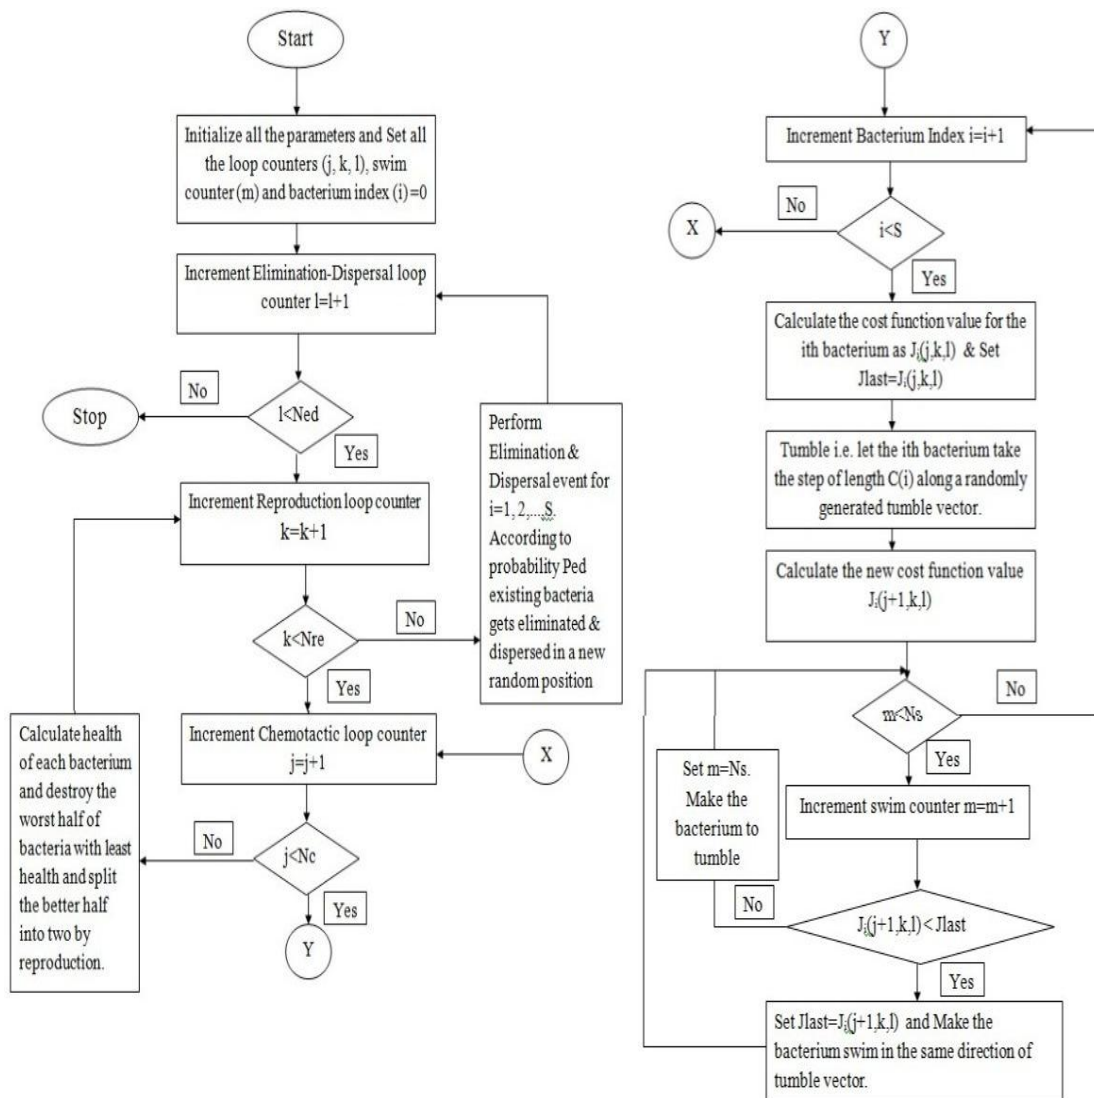 Start
Initialize all the parameters and Set all
the loop counters (j, k, l), swim
counter (m) and bacterium index (i)=0
Increment Elimination-Dispersal loop
counter l=l+1
No
l<Ned
Stop
Yes
Increment Reproduction loop counter
k=k+1
Perform
Elimination &
Dispersal event for
i=1, 2,...,S.
According to
probability Ped
existing bacteria
gets eliminated &
dispersed in a new
random position
k<Nre
No
Yes
Increment Chemotactic loop counter
j=j+1
X
Calculate health
of each bacterium
and destroy the
worst half of
bacteria with least
health and split
the better half
into two by
reproduction.
No
j<Nc
Yes
Y
Y
Increment Bacterium Index i=i+1
No
X
i<S
Yes
Calculate the cost function value for the
ith bacterium as Ji(j,k,l) & Set
Jlast=Ji(j,k,l)
Tumble i.e. let the ith bacterium take
the step of length C(i) along a randomly
generated tumble vector.
Calculate the new cost function value
Ji(j+1,k,l)
No
m<Ns
Yes
Set m=Ns.
Make the
bacterium to
tumble
Increment swim counter m=m+1
No
Ji(j+1,k,l)< Jlast
Yes
Set Jlast=Ji(j+1,k,l) and Make the
bacterium swim in the same direction of
tumble vector.